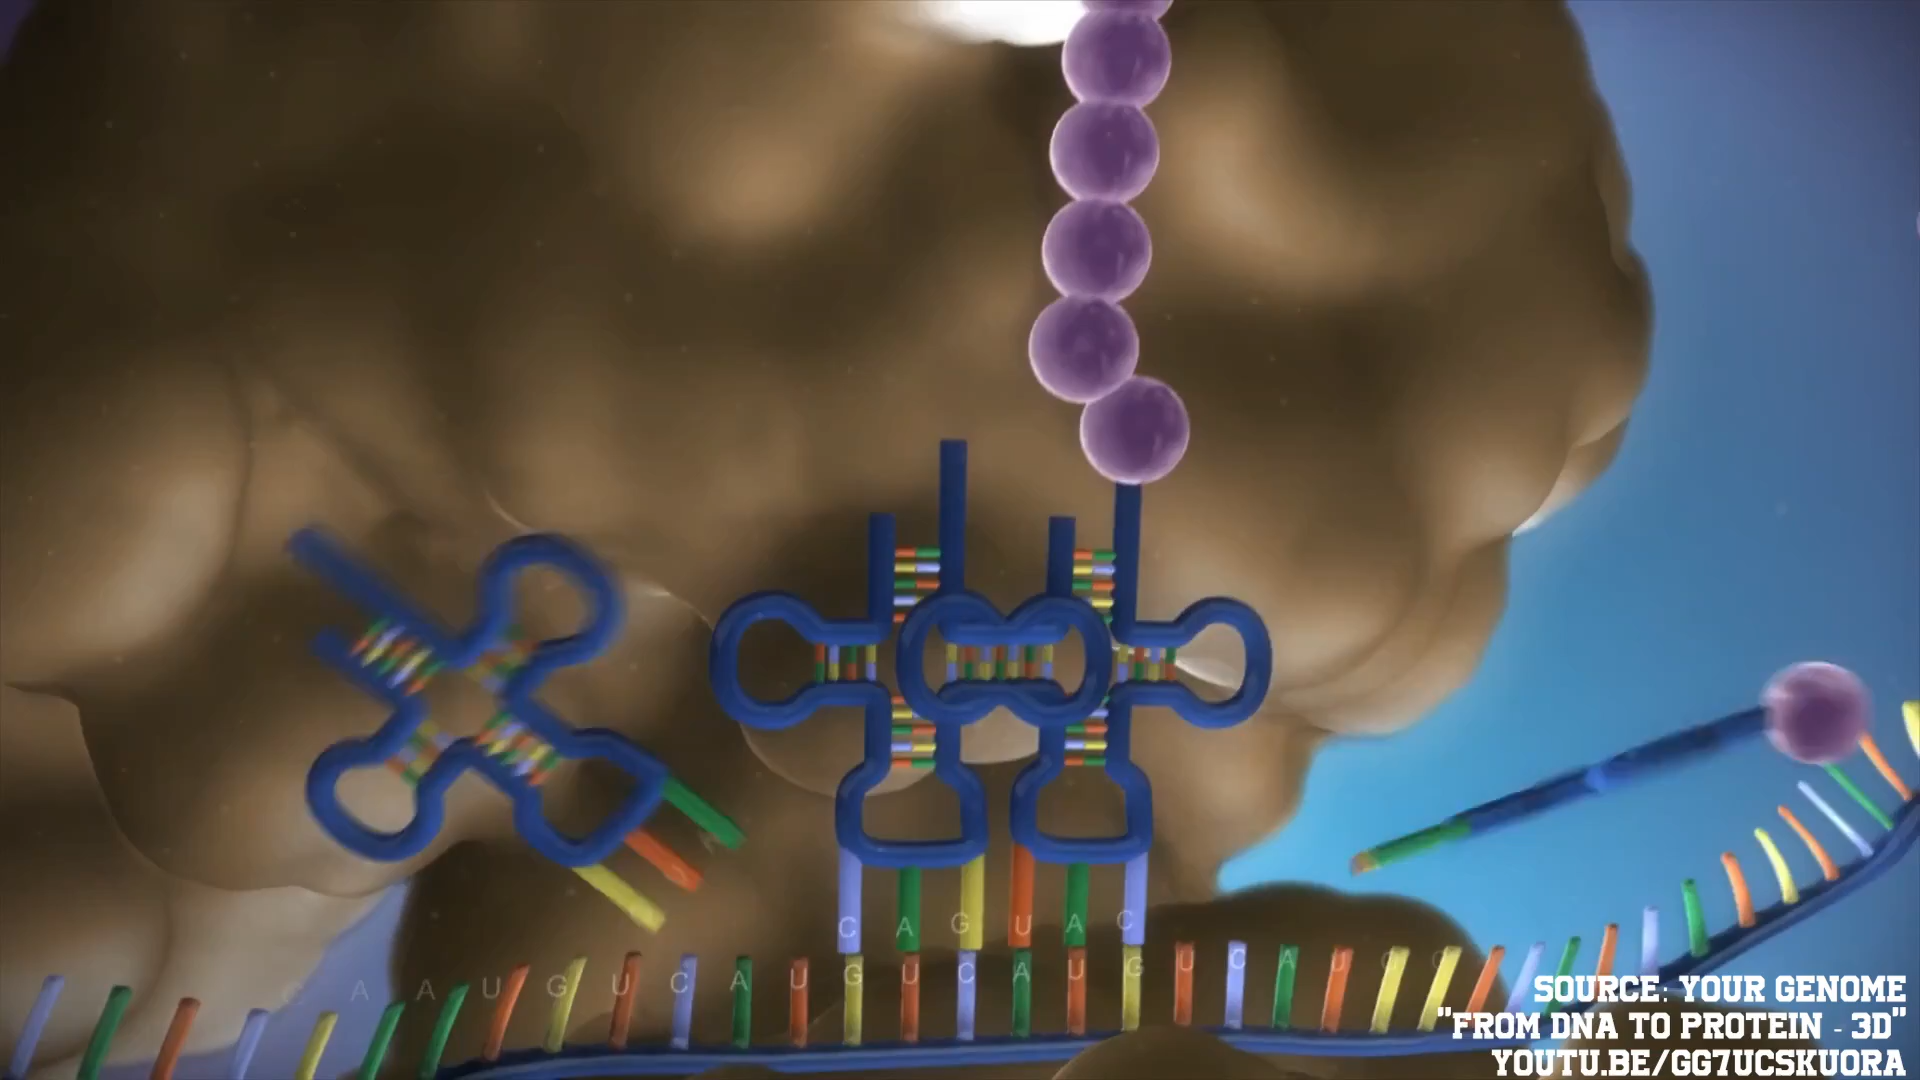 C A G U A C
C A A U G U C A U G U C A U G U C A U G G
SOURCE: YOUR GENOME
"FROM DNA TO PROTEIN - 3D"
YOUTU.BE/GG7UCSKUORA